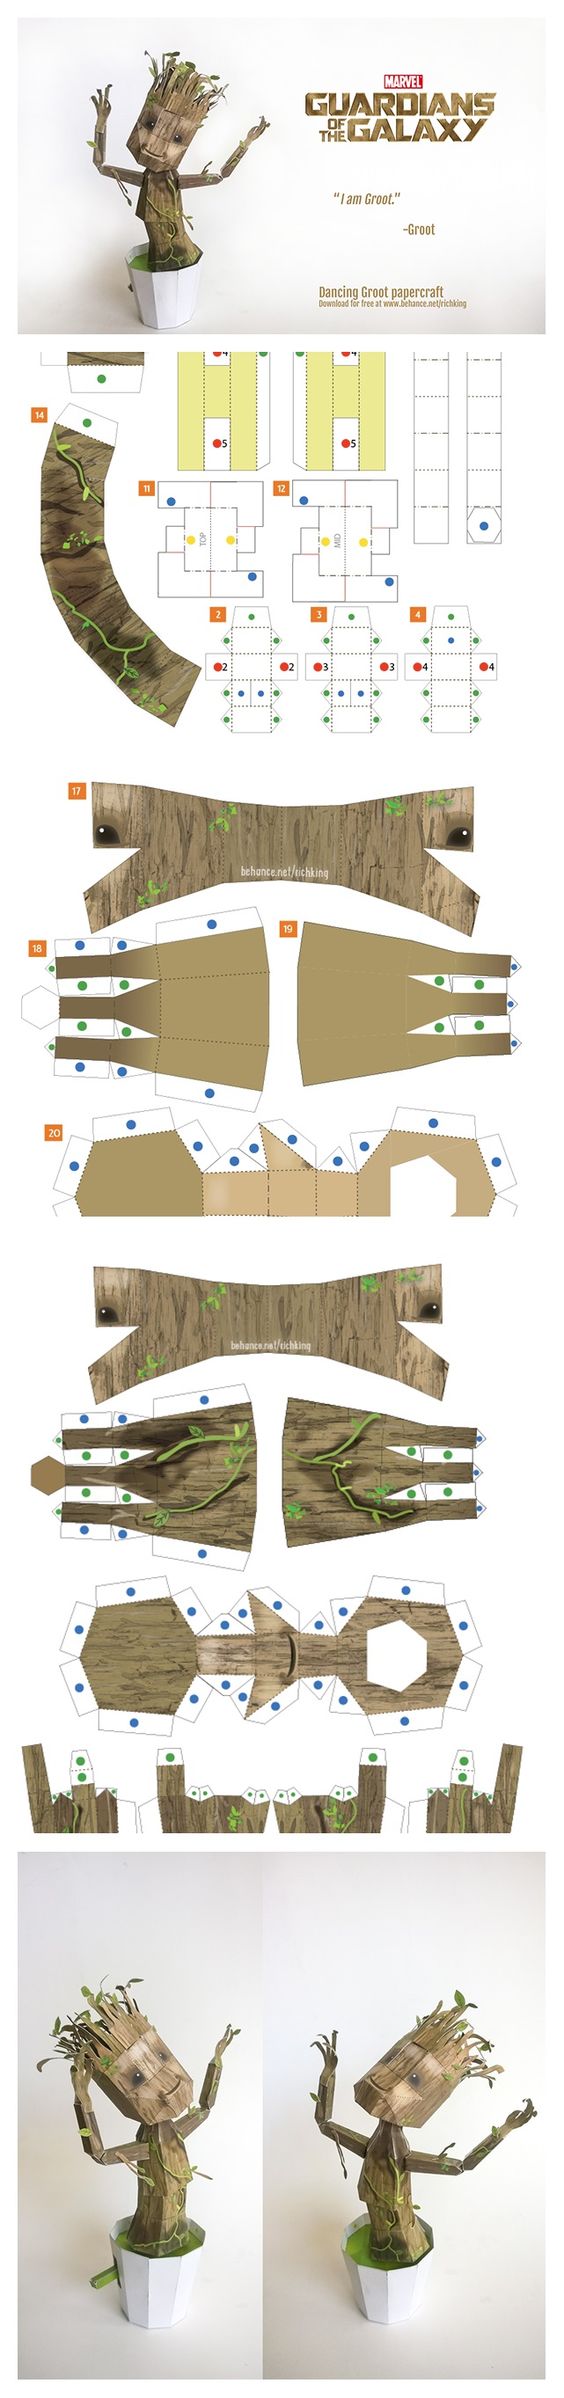 MARVEL
GUARDIANS
OF THE GALAXY
"I am Groot."
-Groot
Dancing Groot papercraft
Download for free at www.behance.net/richking
4
4
5
5
14
11
12
TOP
MID
2
3
4
2
2
3
3
4
4
17
behance.net/richking
18
19
20
behance.net/richking